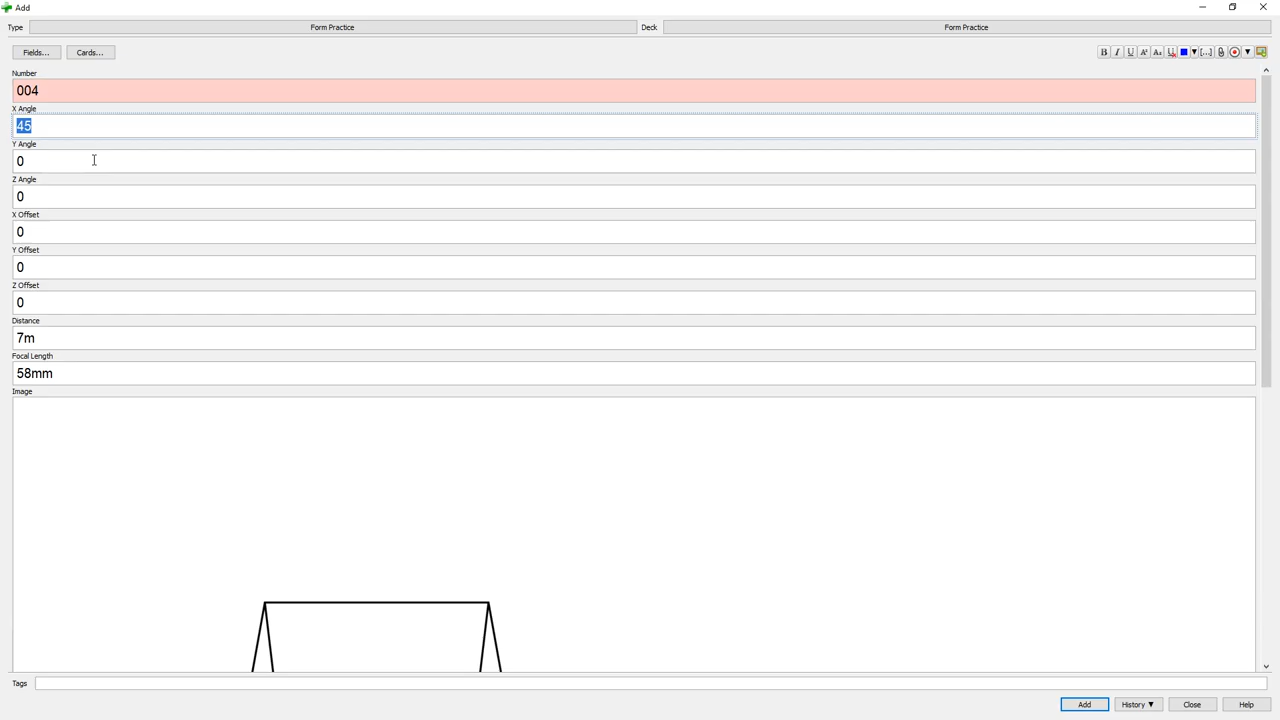 Add
Type Form Practice Deck Form Practice
Fields... Cards...
Number
004
X Angle
45
Y Angle
0
Z Angle
0
X Offset
0
Y Offset
0
Z Offset
0
Distance
7m
Focal Length
58mm
Image
Tags
Add History ▼ Close Help